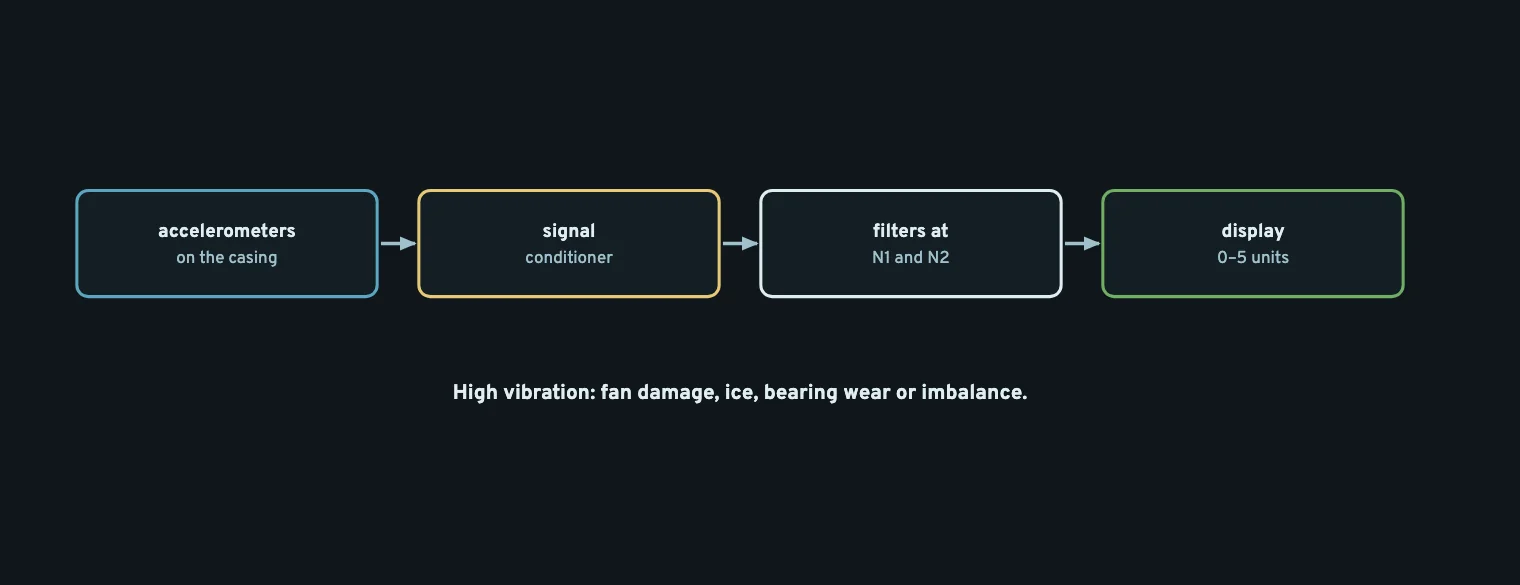 accelerometers
on the casing
signal
conditioner
filters at
N1 and N2
display
0–5 units
High vibration: fan damage, ice, bearing wear or imbalance.